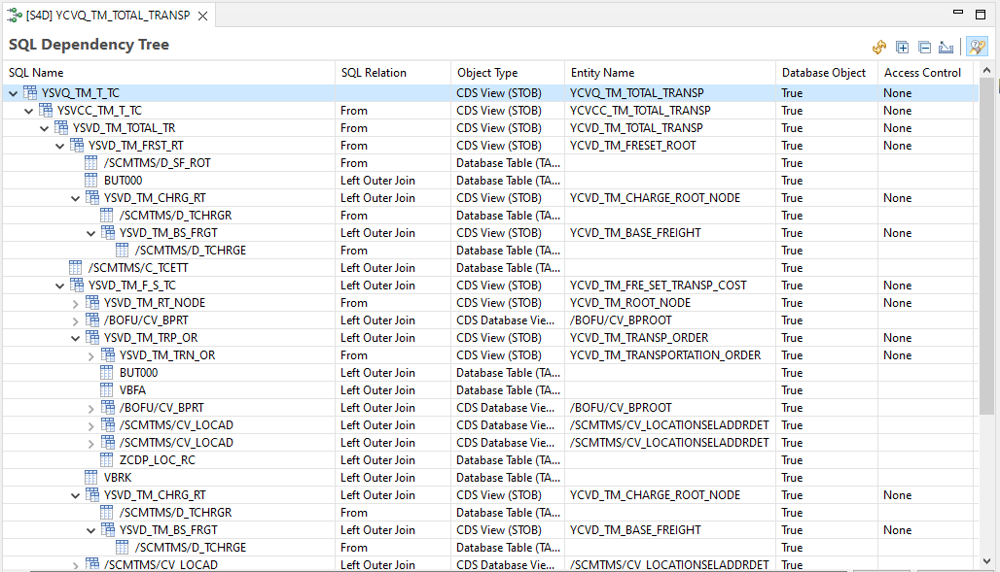 [S4D] YCVQ_TM_TOTAL_TRANSP
SQL Dependency Tree
SQL Name SQL Relation Object Type Entity Name Database Object Access Control
YSVQ_TM_T_TC CDS View (STOB) YCVQ_TM_TOTAL_TRANSP True None
YSVCC_TM_T_TC From CDS View (STOB) YCVCC_TM_TOTAL_TRANSP True None
YSVD_TM_TOTAL_TR From CDS View (STOB) YCVD_TM_TOTAL_TRANSP True None
YSVD_TM_FRST_RT From CDS View (STOB) YCVD_TM_FRESET_ROOT True None
/SCMTMS/D_SF_ROT From Database Table (TA... True
BUT000 Left Outer Join Database Table (TA... True
YSVD_TM_CHRG_RT Left Outer Join CDS View (STOB) YCVD_TM_CHARGE_ROOT_NODE True None
/SCMTMS/D_TCHRGR From Database Table (TA... True
YSVD_TM_BS_FRGT Left Outer Join CDS View (STOB) YCVD_TM_BASE_FREIGHT True None
/SCMTMS/D_TCHRGE From Database Table (TA... True
/SCMTMS/C_TCETT Left Outer Join Database Table (TA... True
YSVD_TM_F_S_TC Left Outer Join CDS View (STOB) YCVD_TM_FRE_SET_TRANSP_COST True None
YSVD_TM_RT_NODE Left Outer Join CDS View (STOB) YCVD_TM_ROOT_NODE True None
/BOFU/CV_BPRT Left Outer Join CDS Database Vie... /BOFU/CV_BPROOT True
YSVD_TM_TRP_OR Left Outer Join CDS View (STOB) YCVD_TM_TRANSP_ORDER True None
YSVD_TM_TRN_OR From CDS View (STOB) YCVD_TM_TRANSPORTATION_ORDER True None
BUT000 Left Outer Join Database Table (TA... True
VBFA Left Outer Join Database Table (TA... True
/BOFU/CV_BPRT Left Outer Join CDS Database Vie... /BOFU/CV_BPROOT True
/SCMTMS/CV_LOCAD Left Outer Join CDS Database Vie... /SCMTMS/CV_LOCATIONSELADDRDET True
/SCMTMS/CV_LOCAD Left Outer Join CDS Database Vie... /SCMTMS/CV_LOCATIONSELADDRDET True
ZCDP_LOC_RC Left Outer Join Database Table (TA... True
VBRK Left Outer Join Database Table (TA... True
YSVD_TM_CHRG_RT Left Outer Join CDS View (STOB) YCVD_TM_CHARGE_ROOT_NODE True None
/SCMTMS/D_TCHRGR From Database Table (TA... True
YSVD_TM_BS_FRGT Left Outer Join CDS View (STOB) YCVD_TM_BASE_FREIGHT True None
/SCMTMS/D_TCHRGE From Database Table (TA... True
/SCMTMS/CV_LOCAD Left Outer Join CDS Database Vie... /SCMTMS/CV_LOCATIONSELADDRDET True